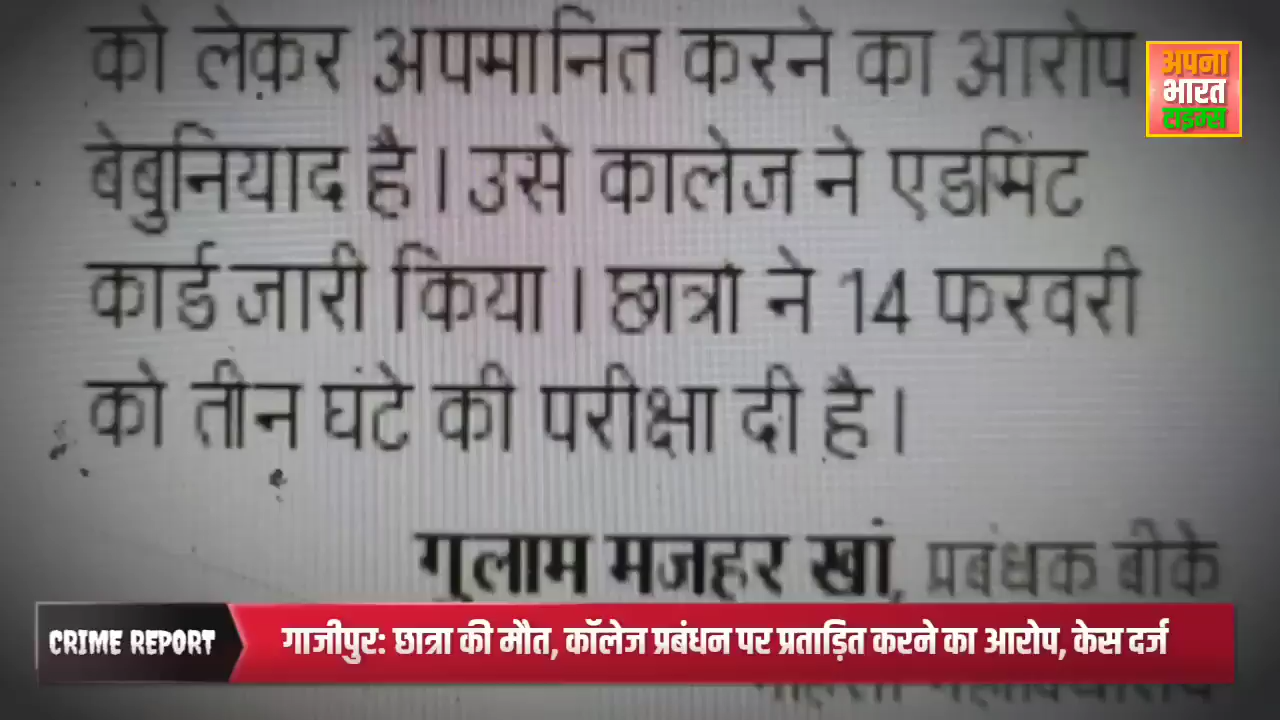 को लेकर अपमानित करने का आरोप
बेबुनियाद है। उसे कालेज ने एडमिंट
कार्ड जारी किया। छात्रा ने 14 फरवरी
को तीन घंटे की परीक्षा दी है।
गुलाम मजहर खां, प्रबंधक बीके
अपना
भारत
टाइम्स
CRIME REPORT
गाजीपुर: छात्रा की मौत, कॉलेज प्रबंधन पर प्रताड़ित करने का आरोप, केस दर्ज